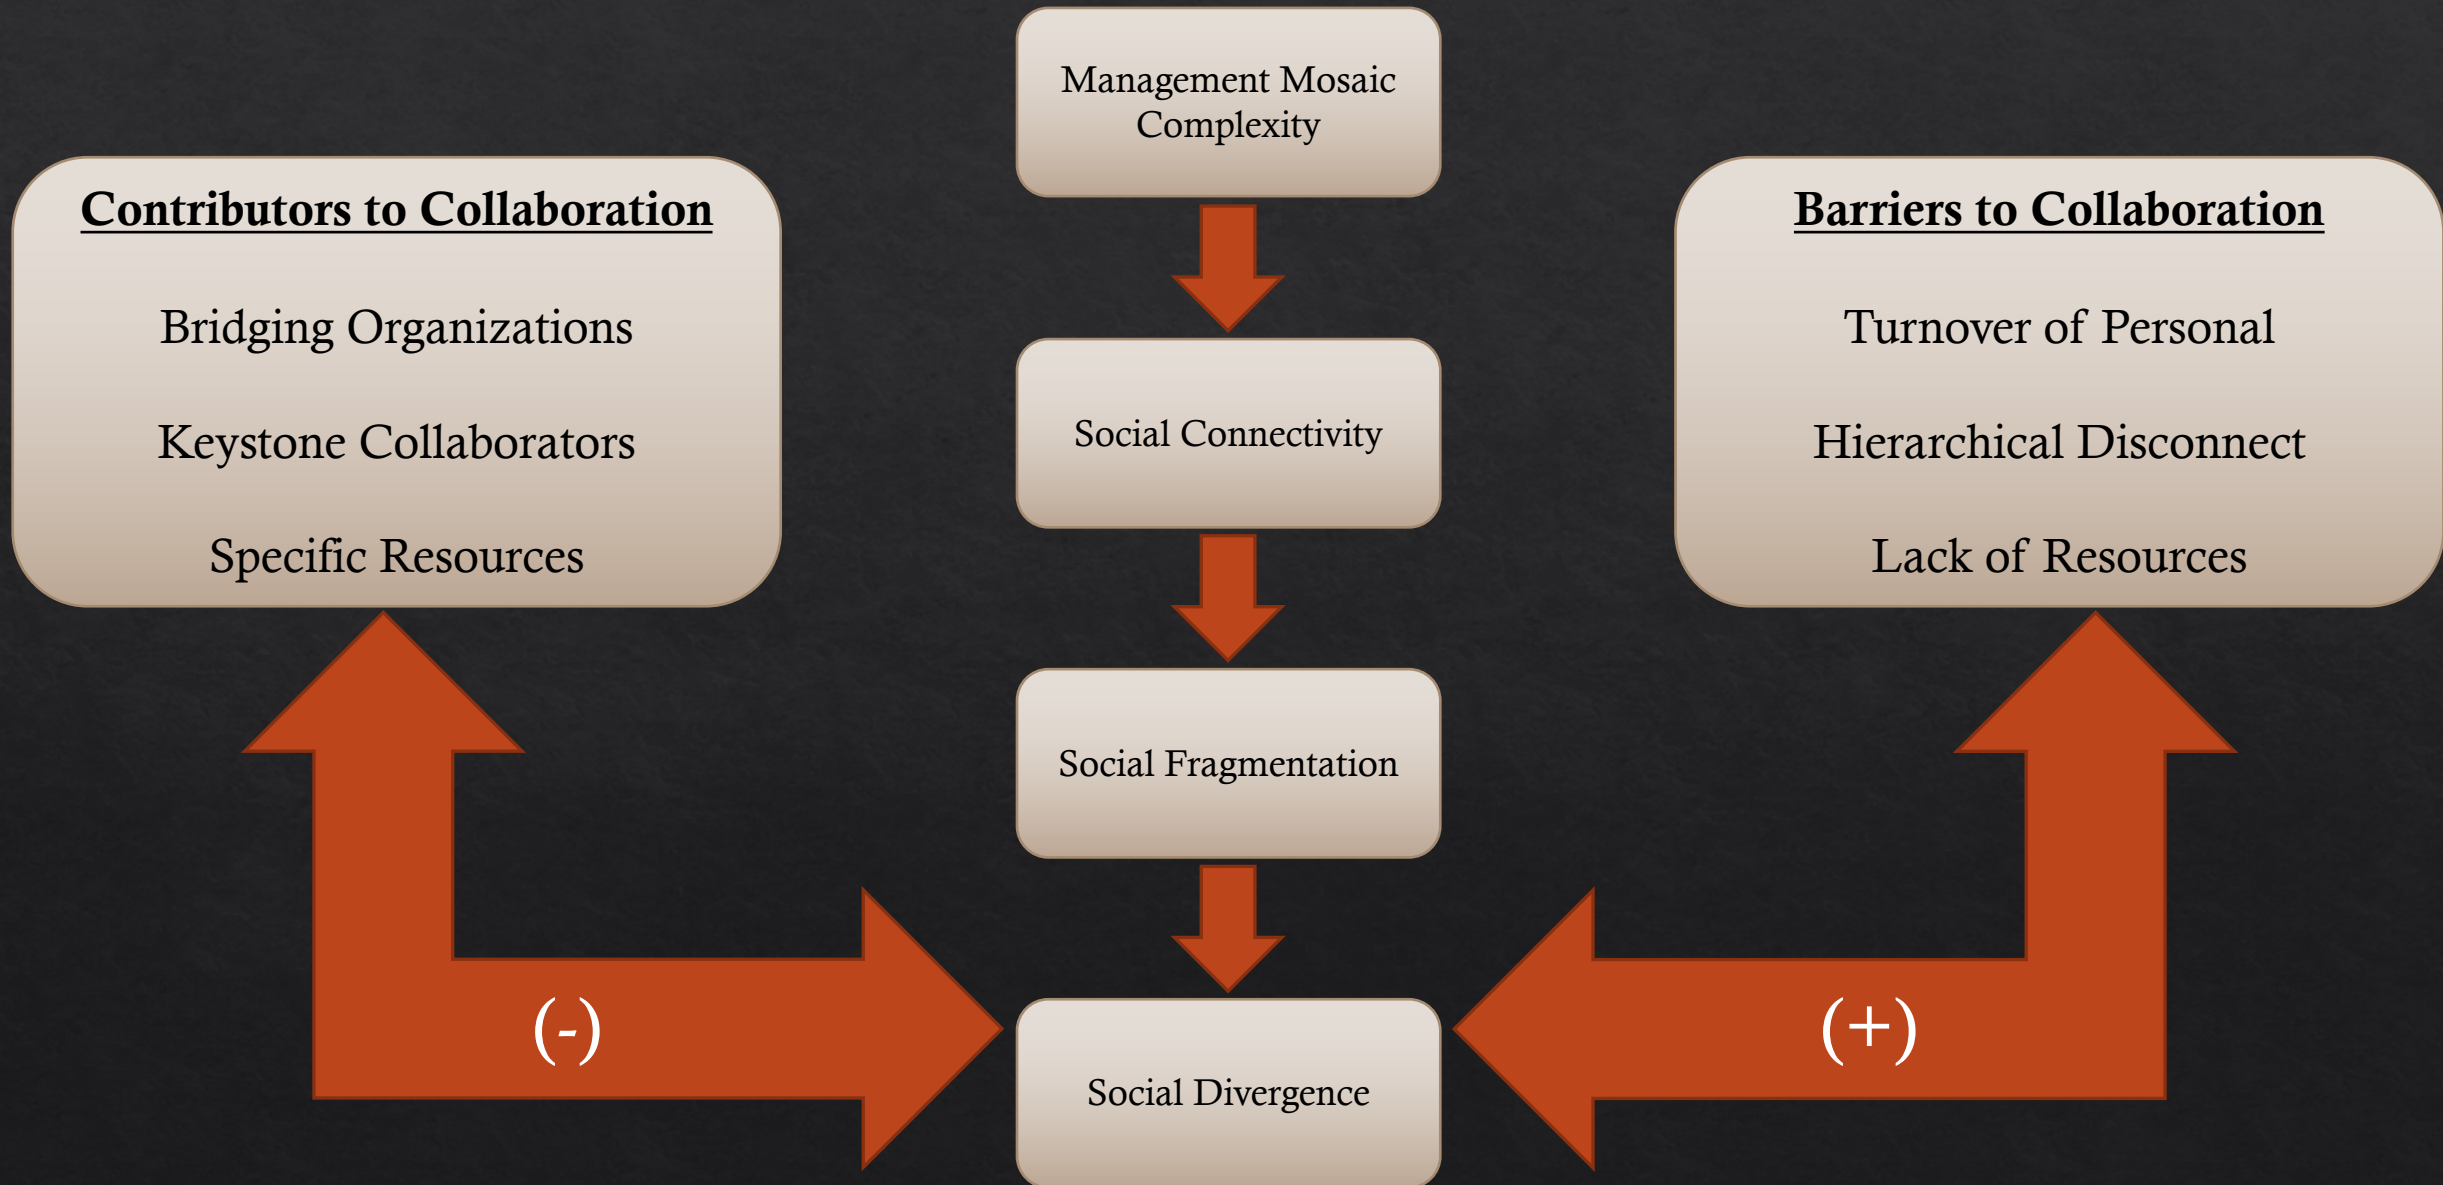 Management Mosaic
Complexity
Contributors to Collaboration
Bridging Organizations
Keystone Collaborators
Specific Resources
Social Connectivity
Barriers to Collaboration
Turnover of Personal
Hierarchical Disconnect
Lack of Resources
Social Fragmentation
(-)
(+)
Social Divergence